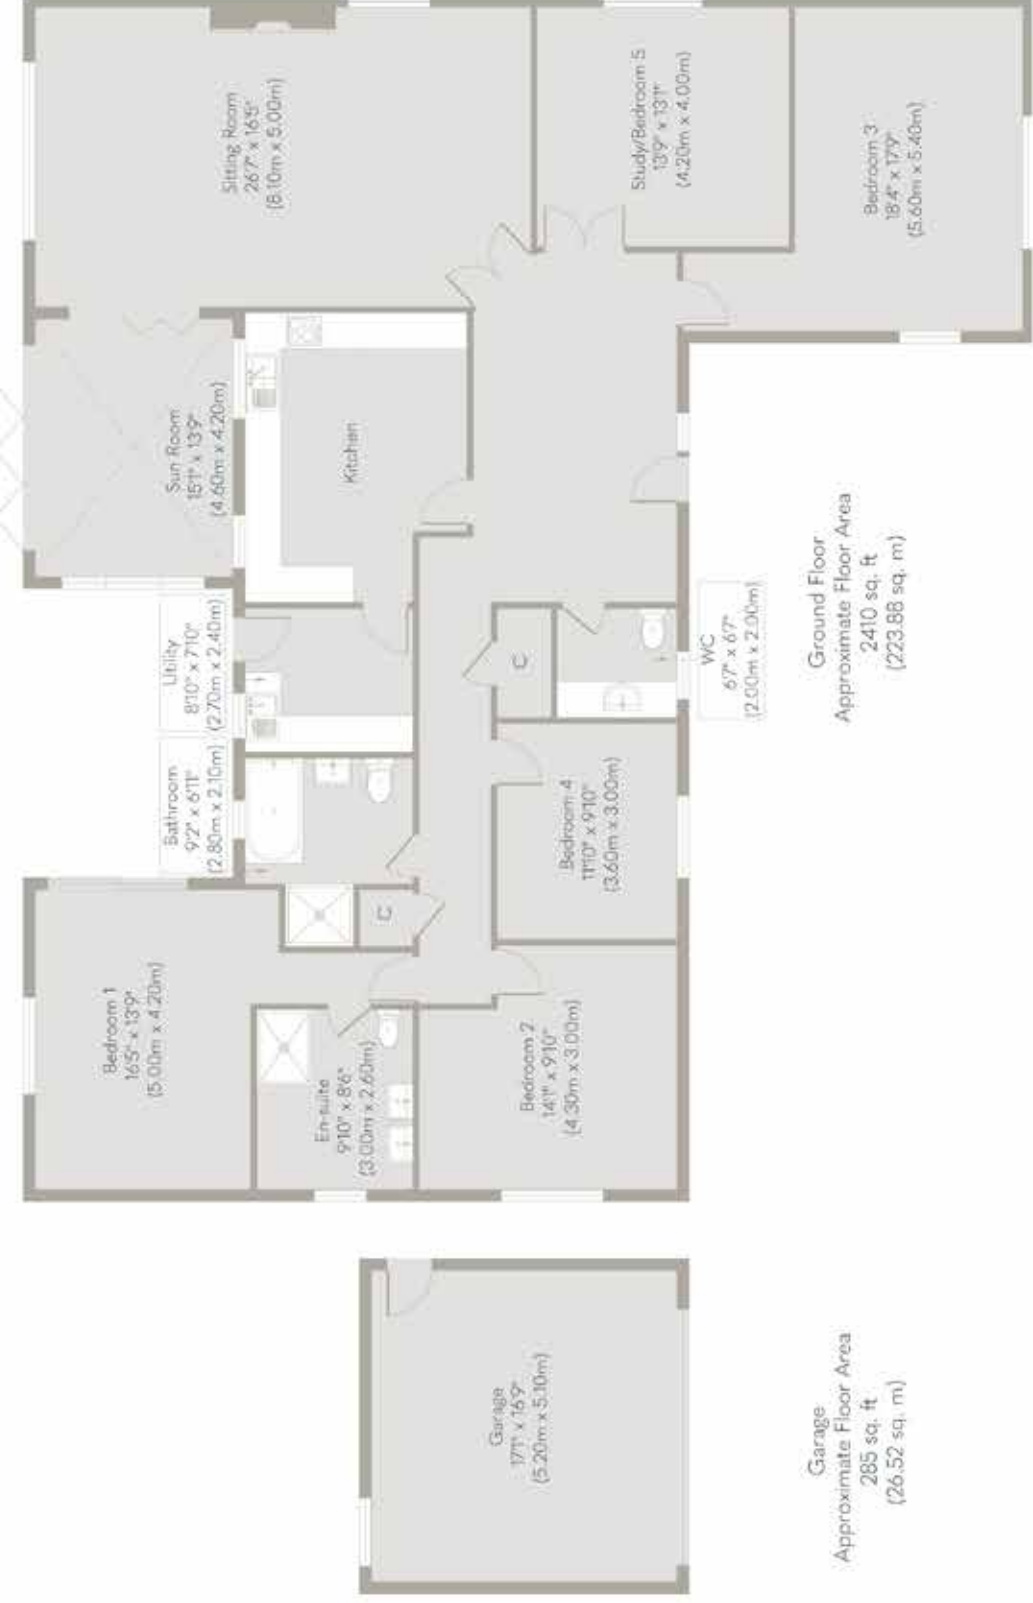 Garage
17'1" x 16'9"
(5.20m x 5.10m)
Garage
Approximate Floor Area
285 sq. ft
(26.52 sq. m)
Bedroom 1
16'5" x 13'9"
(5.00m x 4.20m)
En-suite
9'10" x 8'6"
(3.00m x 2.60m)
Bedroom 2
14'1" x 9'10"
(4.30m x 3.00m)
Bathroom
9'2" x 6'11"
(2.80m x 2.10m)
C
Bedroom 4
11'10" x 9'10"
(3.60m x 3.00m)
Utility
8'10" x 7'10"
(2.70m x 2.40m)
C
WC
6'7" x 6'7"
(2.00m x 2.00m)
Sun Room
15'1" x 13'9"
(4.60m x 4.20m)
Kitchen
Ground Floor
Approximate Floor Area
2410 sq. ft
(223.88 sq. m)
Sitting Room
26'7" x 16'5"
(8.10m x 5.00m)
Study/Bedroom 5
13'9" x 13'1"
(4.20m x 4.00m)
Bedroom 3
18'4" x 17'9"
(5.60m x 5.40m)